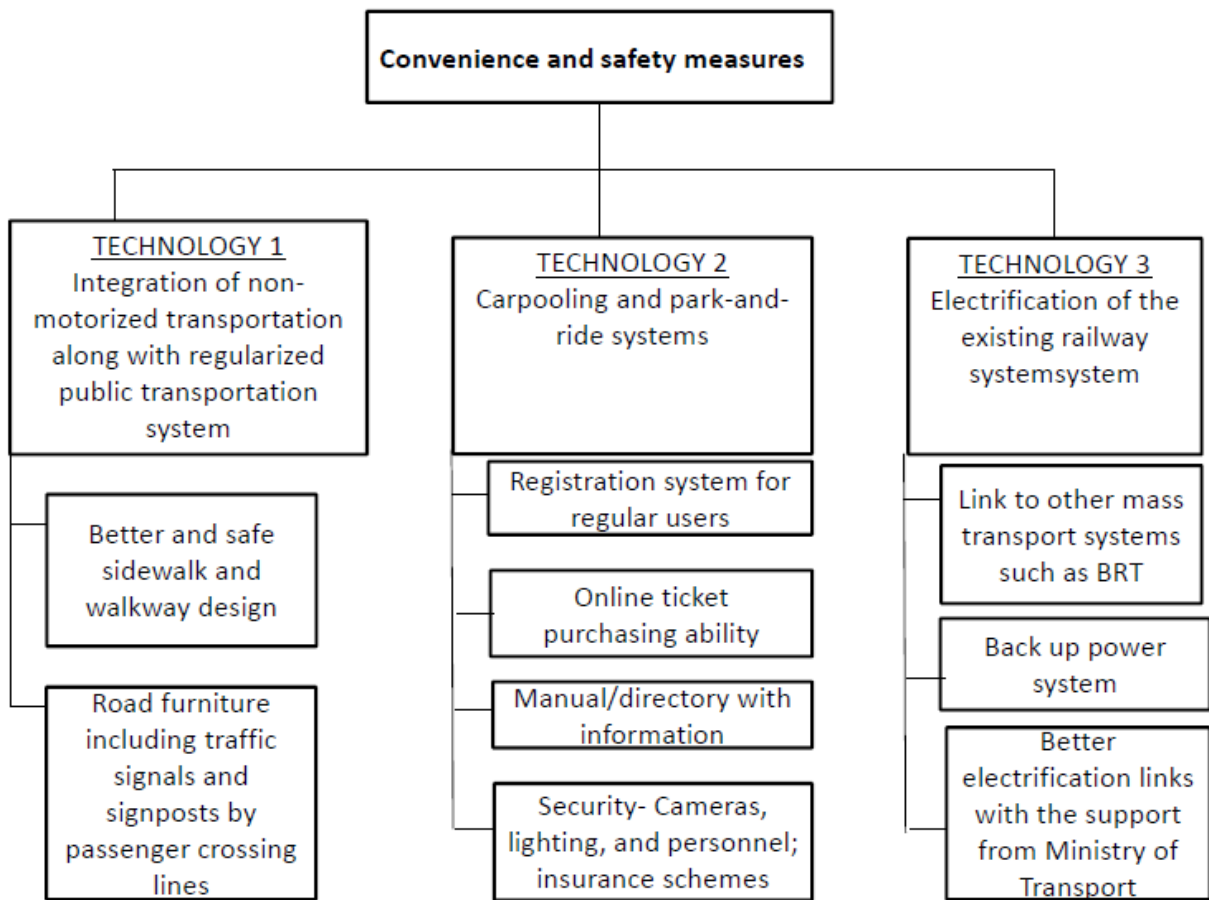 Convenience and safety measures
TECHNOLOGY 1
Integration of non-
motorized transportation
along with regularized
public transportation
system
Better and safe
sidewalk and
walkway design
Road furniture
including traffic
signals and
signposts by
passenger crossing
lines
TECHNOLOGY 2
Carpooling and park-and-
ride systems
Registration system for
regular users
Online ticket
purchasing ability
Manual/directory with
information
Security- Cameras,
lighting, and personnel;
insurance schemes
TECHNOLOGY 3
Electrification of the
existing railway
systemsystem
Link to other mass
transport systems
such as BRT
Back up power
system
Better
electrification links
with the support
from Ministry of
Transport